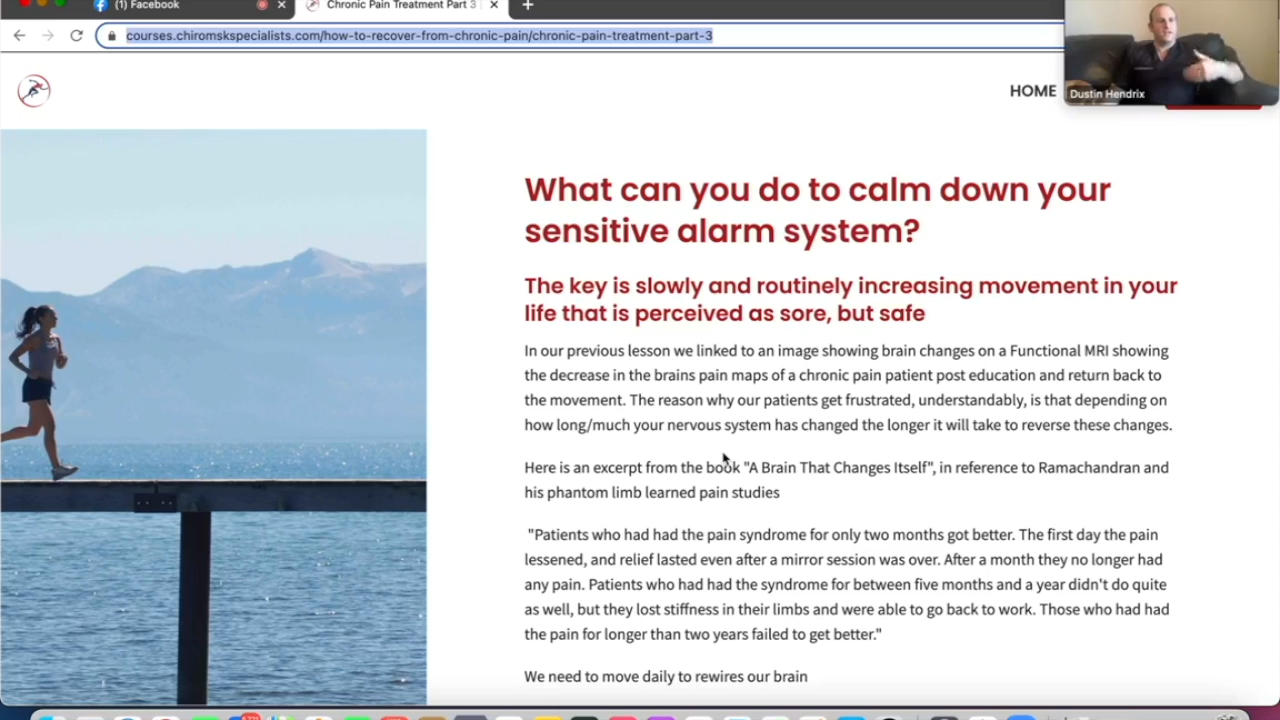 (1) Facebook
Chronic Pain Treatment Part 3
courses.chiromskspecialists.com/how-to-recover-from-chronic-pain/chronic-pain-treatment-part-3
Dustin Hendrix
HOME
What can you do to calm down your
sensitive alarm system?
The key is slowly and routinely increasing movement in your
life that is perceived as sore, but safe
In our previous lesson we linked to an image showing brain changes on a Functional MRI showing
the decrease in the brains pain maps of a chronic pain patient post education and return back to
the movement. The reason why our patients get frustrated, understandably, is that depending on
how long/much your nervous system has changed the longer it will take to reverse these changes.
Here is an excerpt from the book "A Brain That Changes Itself", in reference to Ramachandran and
his phantom limb learned pain studies
"Patients who had had the pain syndrome for only two months got better. The first day the pain
lessened, and relief lasted even after a mirror session was over. After a month they no longer had
any pain. Patients who had had the syndrome for between five months and a year didn't do quite
as well, but they lost stiffness in their limbs and were able to go back to work. Those who had had
the pain for longer than two years failed to get better."
We need to move daily to rewires our brain